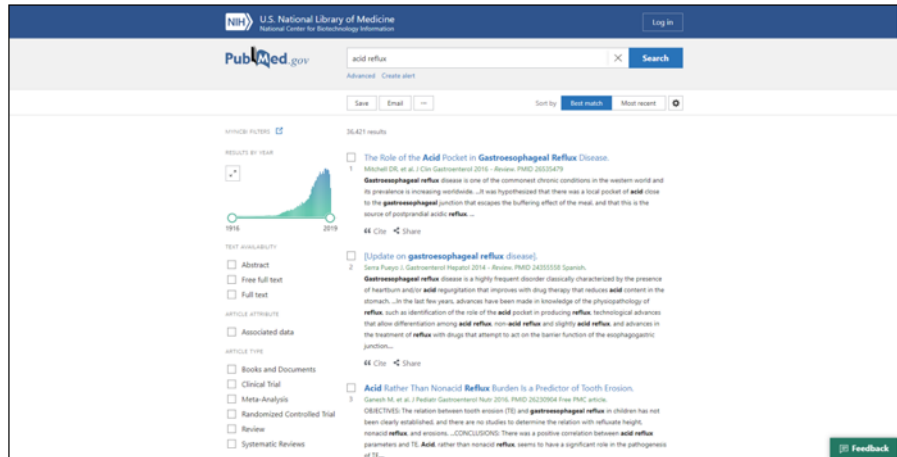 NIH U.S. National Library of Medicine
National Center for Biotechnology Information
Log in
PubMed.gov
acid reflux
Search
Advanced Create alert
Save Email ...
Sort by Best match Most recent
MYNCBI FILTERS
36,421 results
RESULTS BY YEAR
1916 2019
TEXT AVAILABILITY
Abstract
Free full text
Full text
ARTICLE ATTRIBUTE
Associated data
ARTICLE TYPE
Books and Documents
Clinical Trial
Meta-Analysis
Randomized Controlled Trial
Review
Systematic Reviews
The Role of the Acid Pocket in Gastroesophageal Reflux Disease.
1 Mitchell DR, et al. J Clin Gastroenterol 2016 - Review. PMID 26535479
Gastroesophageal reflux disease is one of the commonest chronic conditions in the western world and
its prevalence is increasing worldwide. ...It was hypothesized that there was a local pocket of acid close
to the gastroesophageal junction that escapes the buffering effect of the meal, and that this is the
source of postprandial acidic reflux. ...
Cite Share
[Update on gastroesophageal reflux disease].
2 Serra Pueyo J. Gastroenterol Hepatol 2014 - Review. PMID 24355558 Spanish.
Gastroesophageal reflux disease is a highly frequent disorder classically characterized by the presence
of heartburn and/or acid regurgitation that improves with drug therapy that reduces acid content in the
stomach. ...In the last few years, advances have been made in knowledge of the physiopathology of
reflux, such as identification of the role of the acid pocket in producing reflux, technological advances
that allow differentiation among acid reflux, non-acid reflux and slightly acid reflux, and advances in
the treatment of reflux with drugs that attempt to act on the barrier function of the esophagogastric
junction....
Cite Share
Acid Rather Than Nonacid Reflux Burden Is a Predictor of Tooth Erosion.
3 Ganesh M, et al. J Pediatr Gastroenterol Nutr 2016. PMID 26230904 Free PMC article.
OBJECTIVES: The relation between tooth erosion (TE) and gastroesophageal reflux in children has not
been clearly established, and there are no studies to determine the relation with refluxate height,
nonacid reflux, and erosions. ...CONCLUSIONS: There was a positive correlation between acid reflux
parameters and TE. Acid, rather than nonacid reflux, seems to have a significant role in the pathogenesis
of TE....
Feedback